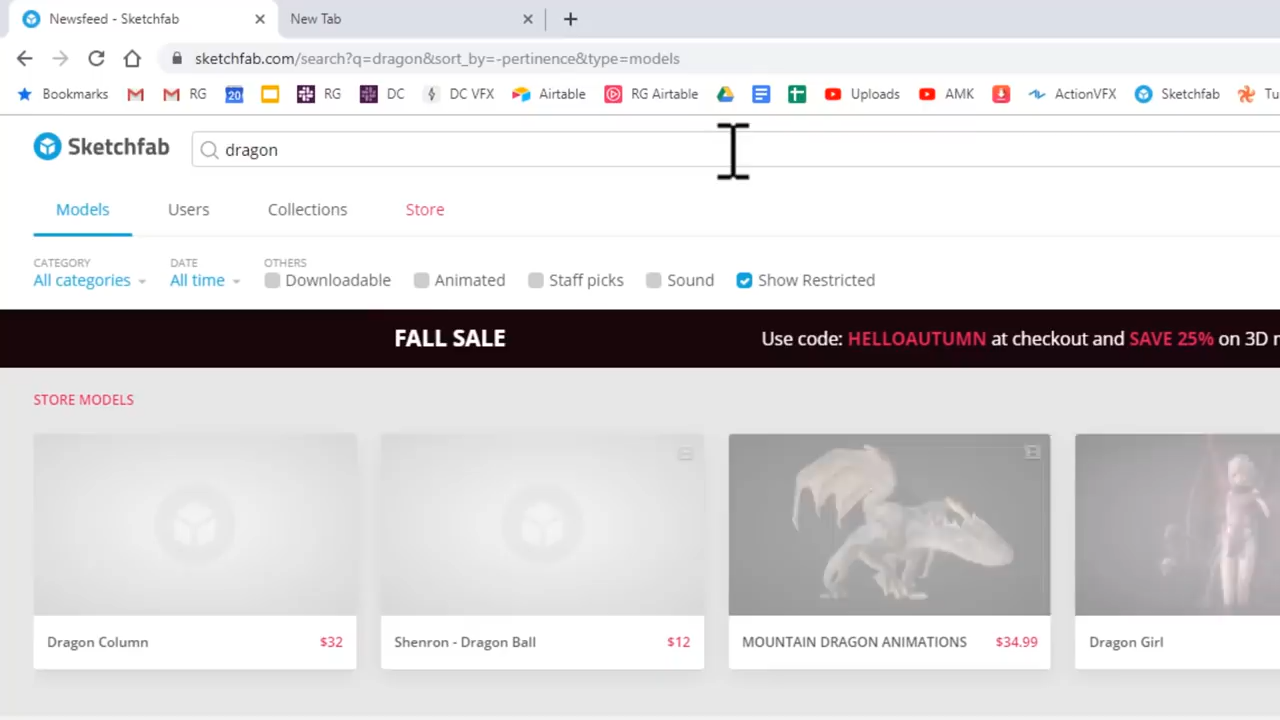 Newsfeed - Sketchfab
New Tab
sketchfab.com/search?q=dragon&sort_by=-pertinence&type=models
Bookmarks RG 20 RG DC DC VFX Airtable RG Airtable Uploads AMK ActionVFX Sketchfab Tu
Sketchfab
dragon
Models Users Collections Store
CATEGORY DATE OTHERS
All categories All time Downloadable Animated Staff picks Sound Show Restricted
FALL SALE Use code: HELLOAUTUMN at checkout and SAVE 25% on 3D
STORE MODELS
Dragon Column $32 Shenron - Dragon Ball $12 MOUNTAIN DRAGON ANIMATIONS $34.99 Dragon Girl